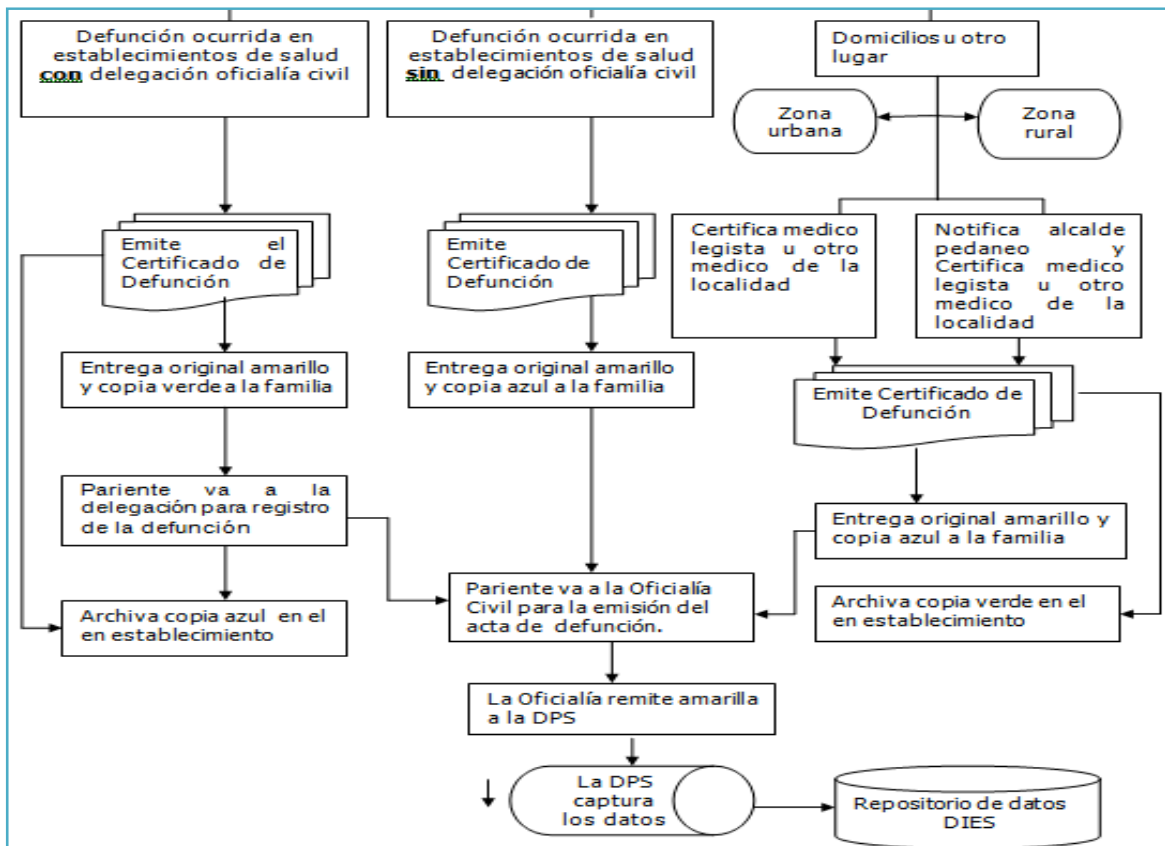 Defunción ocurrida en
establecimientos de salud
con delegación oficialía civil
Defunción ocurrida en
establecimientos de salud
sin delegación oficialía civil
Domicilios u otro
lugar
Zona
urbana
Zona
rural
Emite el
Certificado de
Defunción
Emite
Certificado de
Defunción
Certifica medico
legista u otro
medico de la
localidad
Notifica alcalde
pedaneo y
Certifica medico
legista u otro
medico de la
localidad
Entrega original amarillo
y copia verde a la familia
Entrega original amarillo
y copia azul a la familia
Emite Certificado de
Defunción
Pariente va a la
delegación para registro
de la defunción
Entrega original amarillo y
copia azul a la familia
Archiva copia azul en el
en establecimiento
Pariente va a la Oficialía
Civil para la emisión del
acta de defunción.
Archiva copia verde en el
en establecimiento
La Oficialía remite amarilla
a la DPS
La DPS
captura
los datos
Repositorio de datos
DIES